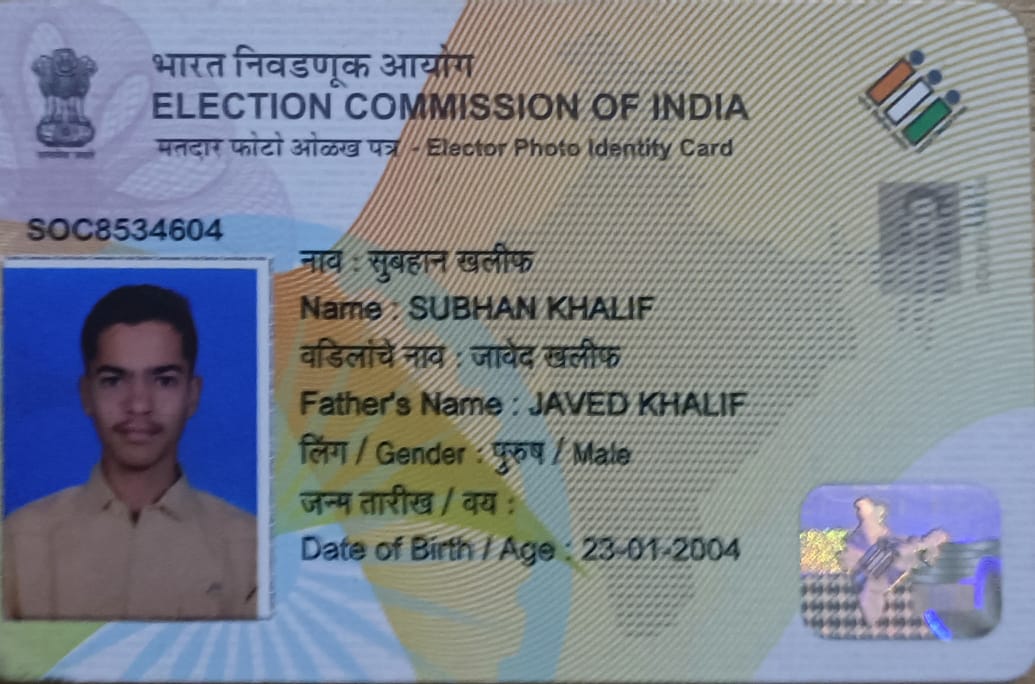 भारत निवडणूक आयोग
ELECTION COMMISSION OF INDIA
मतदार फोटो ओळख पत्र - Elector Photo Identity Card
SOC8534604
नाव : सुबहान खलीफ
Name : SUBHAN KHALIF
वडिलांचे नाव : जावेद खलीफ
Father's Name : JAVED KHALIF
लिंग / Gender : पुरुष / Male
जन्म तारीख / वय :
Date of Birth / Age : 23-01-2004